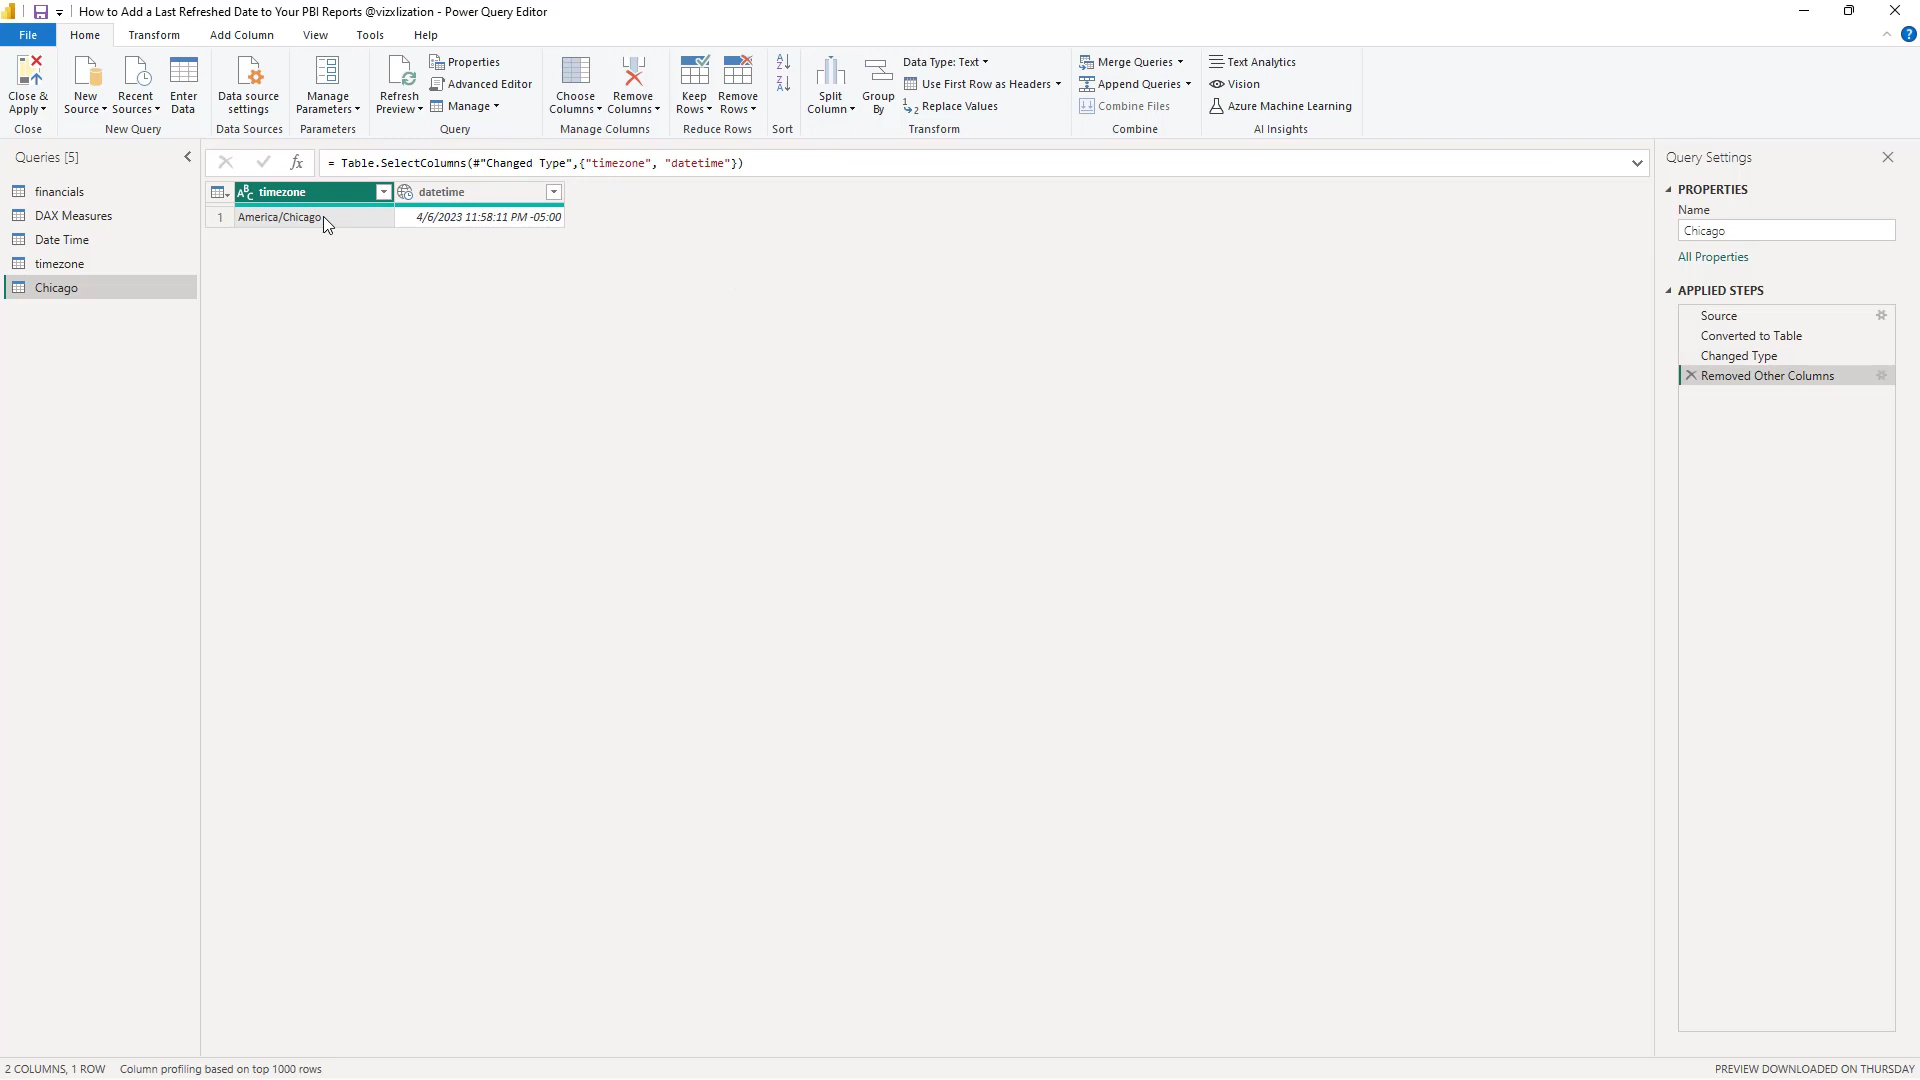 How to Add a Last Refreshed Date to Your PBI Reports @vizxlization - Power Query Editor
File Home Transform Add Column View Tools Help
Close & Apply
Close
New Source
Recent Sources
Enter Data
New Query
Data source settings
Data Sources
Manage Parameters
Parameters
Refresh Preview
Properties
Advanced Editor
Manage
Query
Choose Columns
Remove Columns
Manage Columns
Keep Rows
Remove Rows
Reduce Rows
Sort
Split Column
Group By
Data Type: Text
Use First Row as Headers
Replace Values
Transform
Merge Queries
Append Queries
Combine Files
Combine
Text Analytics
Vision
Azure Machine Learning
AI Insights
Queries [5]
financials
DAX Measures
Date Time
timezone
Chicago
fx = Table.SelectColumns(#"Changed Type",{"timezone", "datetime"})
ABC timezone datetime
1 America/Chicago 4/6/2023 11:58:11 PM -05:00
Query Settings
PROPERTIES
Name
Chicago
All Properties
APPLIED STEPS
Source
Converted to Table
Changed Type
Removed Other Columns
2 COLUMNS, 1 ROW Column profiling based on top 1000 rows
PREVIEW DOWNLOADED ON THURSDAY